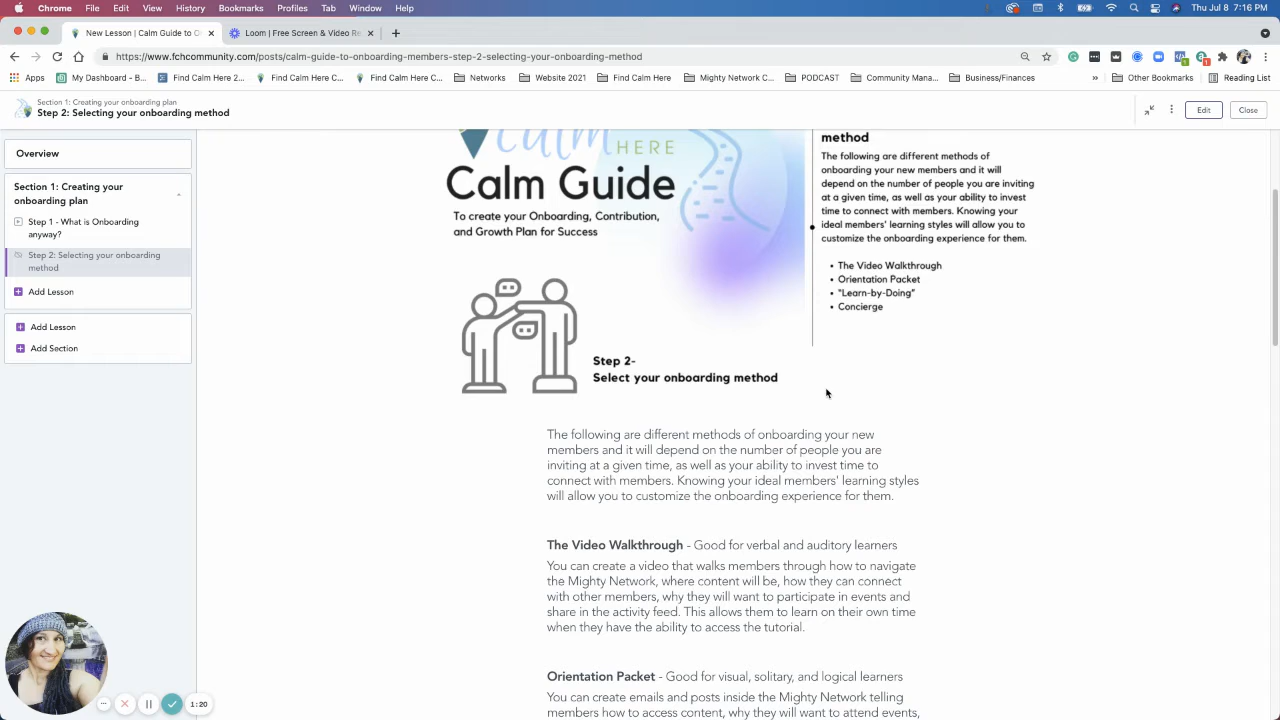 Chrome File Edit View History Bookmarks Profiles Tab Window Help Thu Jul 8 7:16 PM
New Lesson | Calm Guide to O
Loom | Free Screen & Video Re
https://www.fchcommunity.com/posts/calm-guide-to-onboarding-members-step-2-selecting-your-onboarding-method
Apps My Dashboard - B... Find Calm Here 2... Find Calm Here C... Find Calm Here C... Networks Website 2021 Find Calm Here Mighty Network C... PODCAST Community Mana... Business/Finances » Other Bookmarks Reading List
Section 1: Creating your onboarding plan
Step 2: Selecting your onboarding method
Edit
Close
Overview
Section 1: Creating your
onboarding plan
Step 1 - What is Onboarding
anyway?
Step 2: Selecting your onboarding
method
Add Lesson
Add Lesson
Add Section
calm
HERE
Calm Guide
To create your Onboarding, Contribution,
and Growth Plan for Success
Step 2-
Select your onboarding method
method
The following are different methods of
onboarding your new members and it will
depend on the number of people you are inviting
at a given time, as well as your ability to invest
time to connect with members. Knowing your
ideal members' learning styles will allow you to
customize the onboarding experience for them.
• The Video Walkthrough
• Orientation Packet
• "Learn-by-Doing"
• Concierge
The following are different methods of onboarding your new
members and it will depend on the number of people you are
inviting at a given time, as well as your ability to invest time to
connect with members. Knowing your ideal members' learning styles
will allow you to customize the onboarding experience for them.
The Video Walkthrough - Good for verbal and auditory learners
You can create a video that walks members through how to navigate
the Mighty Network, where content will be, how they can connect
with other members, why they will want to participate in events and
share in the activity feed. This allows them to learn on their own time
when they have the ability to access the tutorial.
Orientation Packet - Good for visual, solitary, and logical learners
You can create emails and posts inside the Mighty Network telling
members how to access content, why they will want to attend events,
1:20